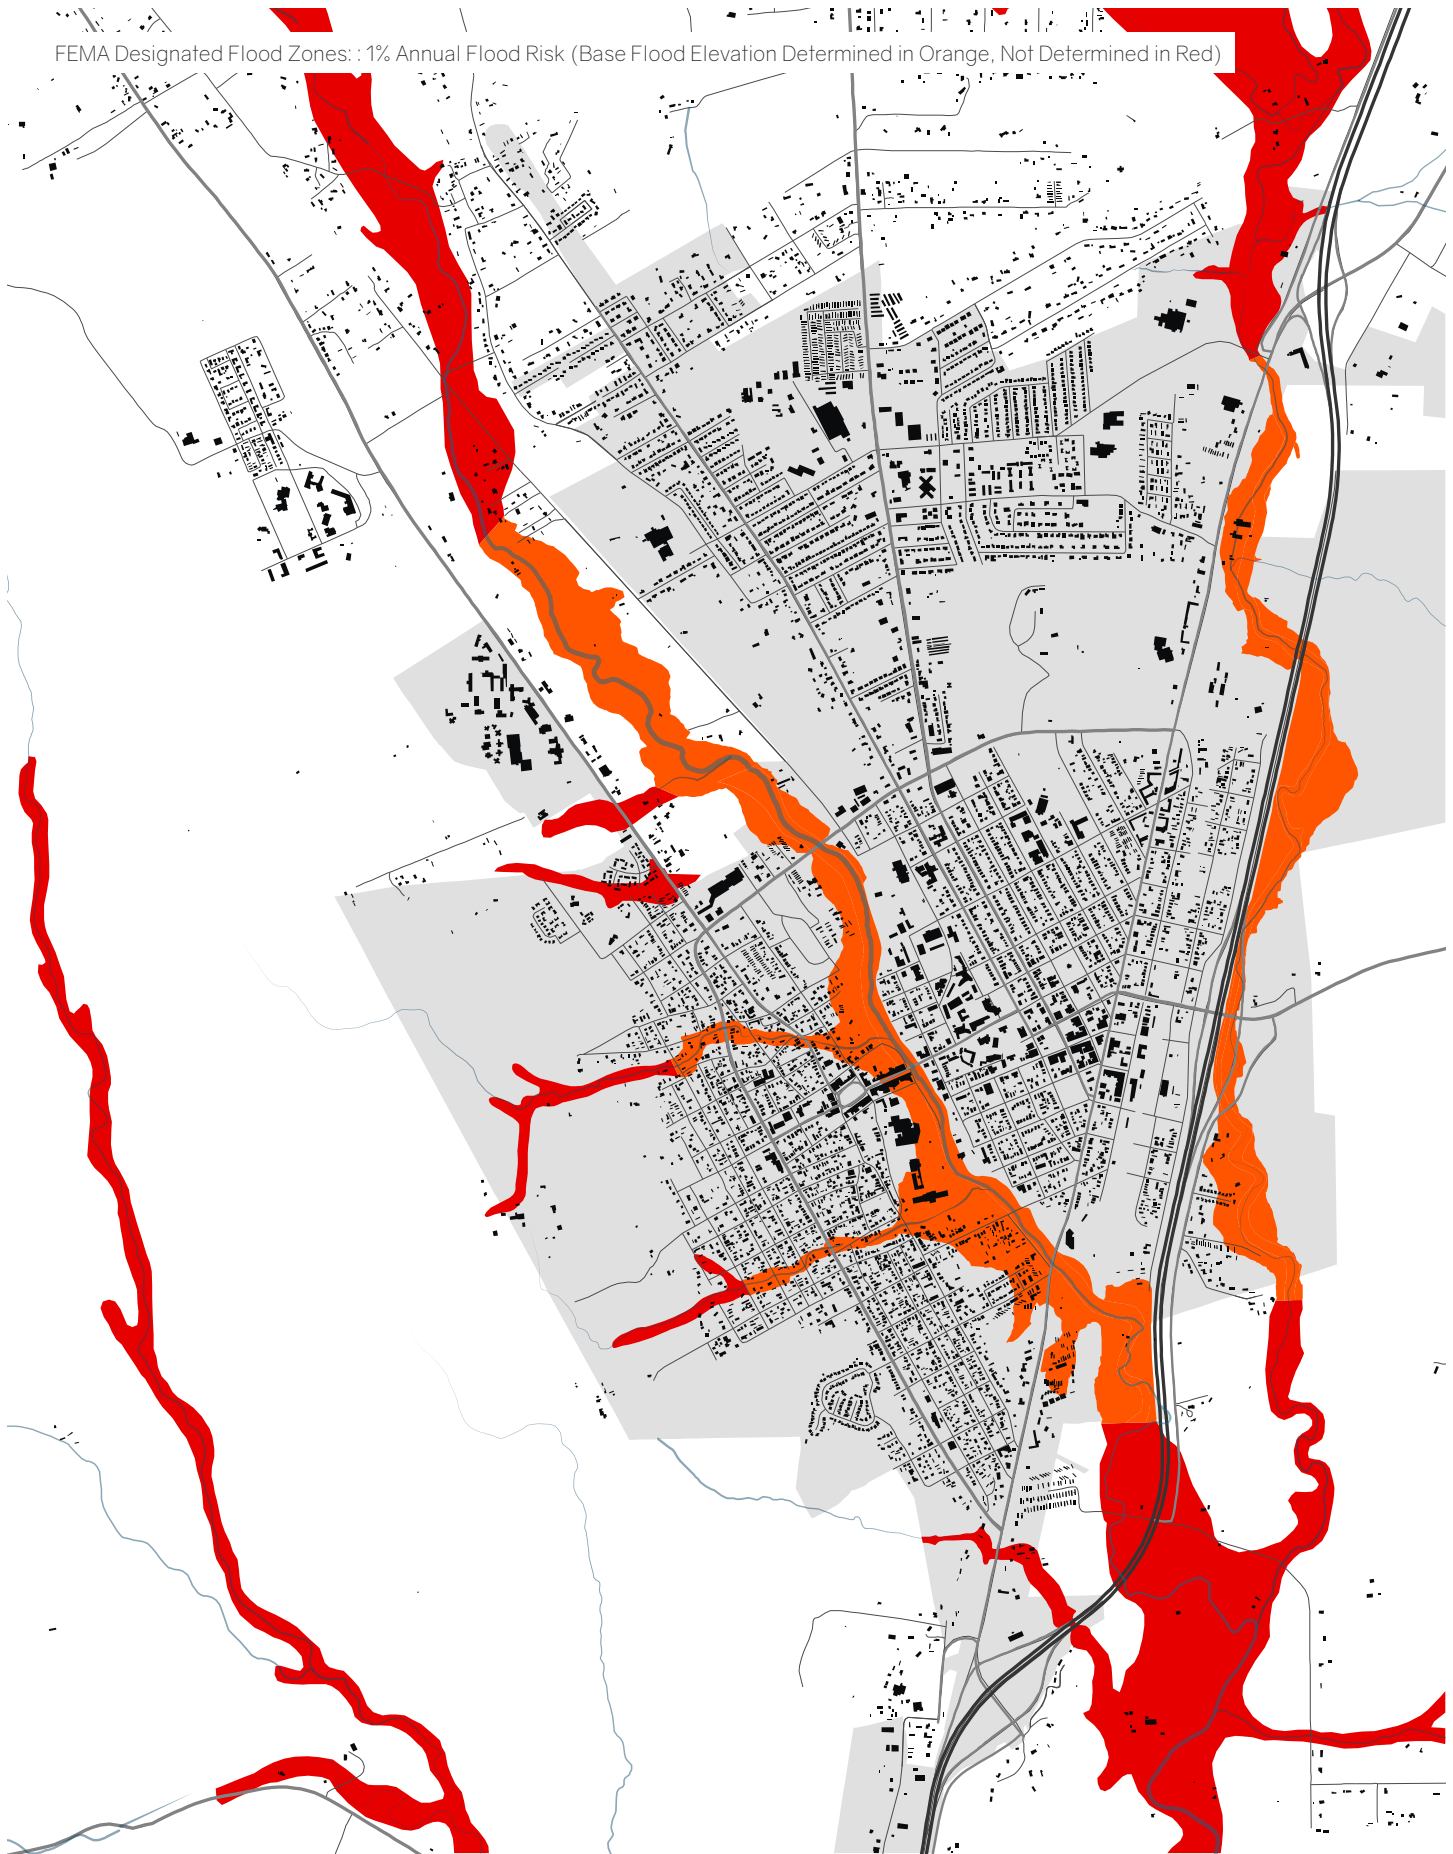 FEMA Designated Flood Zones: : 1% Annual Flood Risk (Base Flood Elevation Determined in Orange, Not Determined in Red)